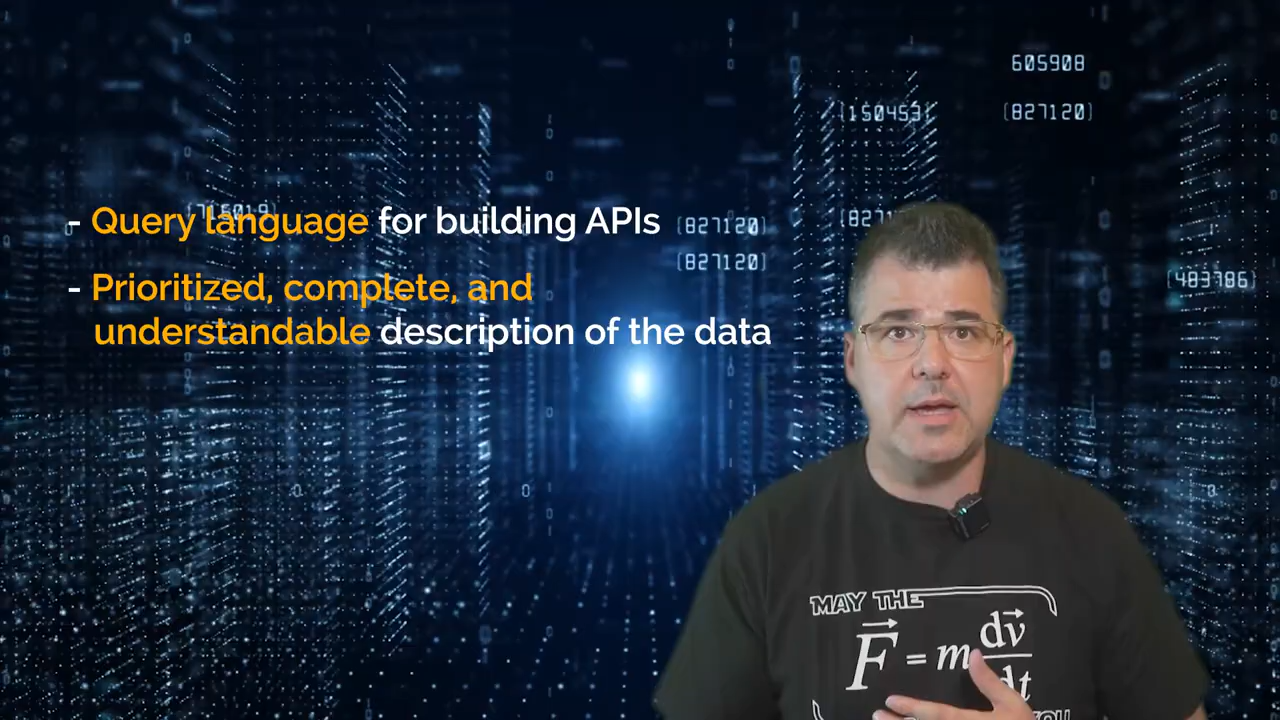 605908
(150453)
(827120)
- Query language for building APIs
(827120)
(827120)
- Prioritized, complete, and
understandable description of the data
(483786)
MAY THE
F = m dv
dt
YOU